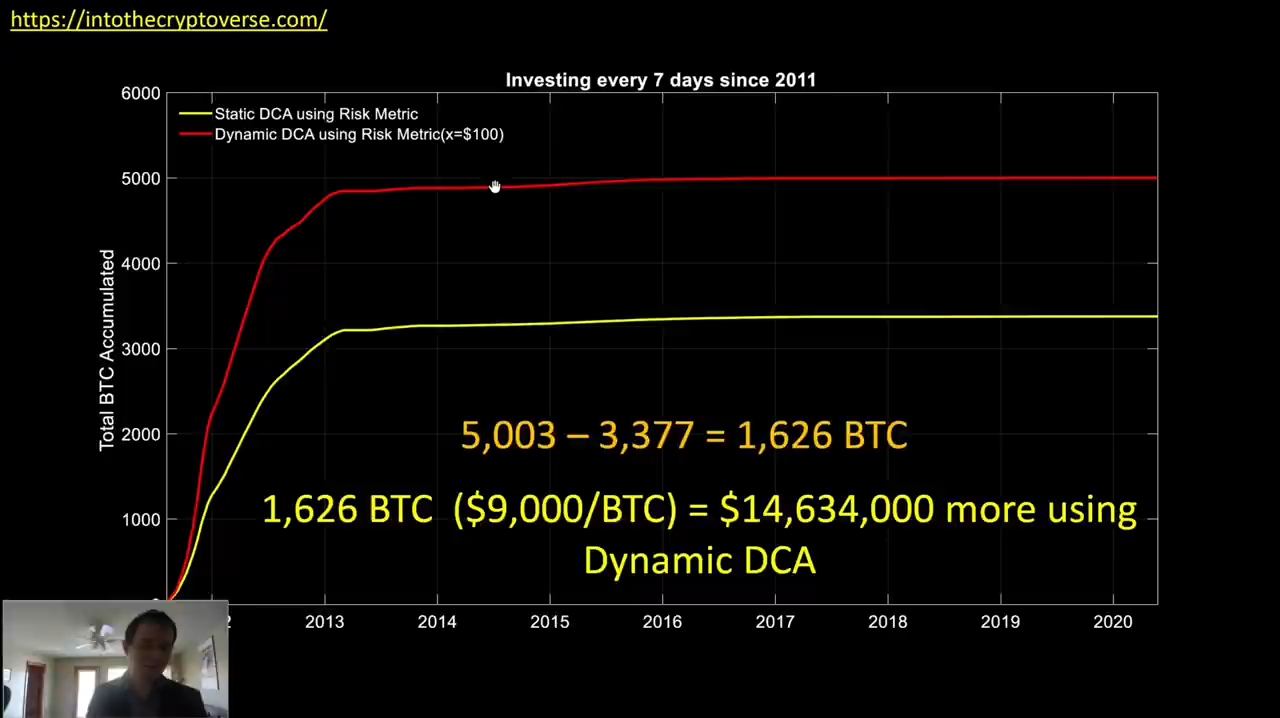 https://intothecryptoverse.com/
Investing every 7 days since 2011
Static DCA using Risk Metric
Dynamic DCA using Risk Metric(x=$100)
Total BTC Accumulated
6000
5000
4000
3000
2000
1000
5,003 – 3,377 = 1,626 BTC
1,626 BTC ($9,000/BTC) = $14,634,000 more using
Dynamic DCA
2013 2014 2015 2016 2017 2018 2019 2020